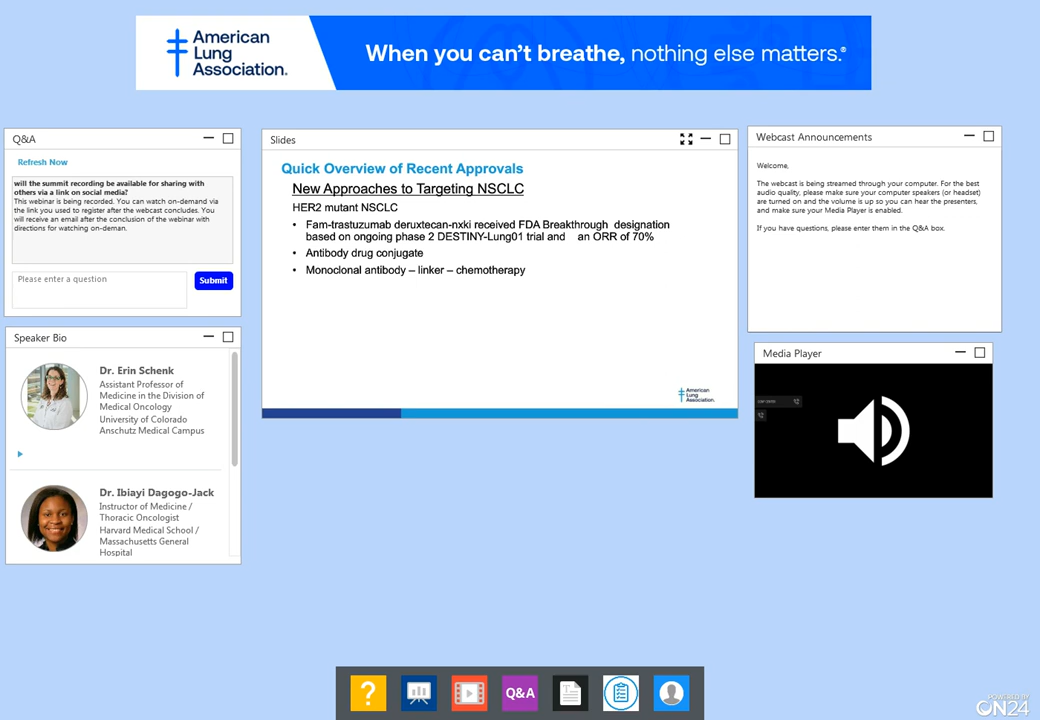 American
Lung
Association.
When you can't breathe, nothing else matters.®
Q&A
Refresh Now
will the summit recording be available for sharing with
others via a link on social media?
This webinar is being recorded. You can watch on-demand via
the link you used to register after the webcast concludes. You
will receive an email after the conclusion of the webinar with
directions for watching on-deman.
Please enter a question
Submit
Speaker Bio
Dr. Erin Schenk
Assistant Professor of
Medicine in the Division of
Medical Oncology
University of Colorado
Anschutz Medical Campus
Dr. Ibiayi Dagogo-Jack
Instructor of Medicine /
Thoracic Oncologist
Harvard Medical School /
Massachusetts General
Hospital
Slides
Quick Overview of Recent Approvals
New Approaches to Targeting NSCLC
HER2 mutant NSCLC
• Fam-trastuzumab deruxtecan-nxki received FDA Breakthrough designation
based on ongoing phase 2 DESTINY-Lung01 trial and an ORR of 70%
• Antibody drug conjugate
• Monoclonal antibody – linker – chemotherapy
American
Lung
Association.
Webcast Announcements
Welcome,
The webcast is being streamed through your computer. For the best
audio quality, please make sure your computer speakers (or headset)
are turned on and the volume is up so you can hear the presenters,
and make sure your Media Player is enabled.
If you have questions, please enter them in the Q&A box.
Media Player
?
Q&A
POWERED BY
ON24